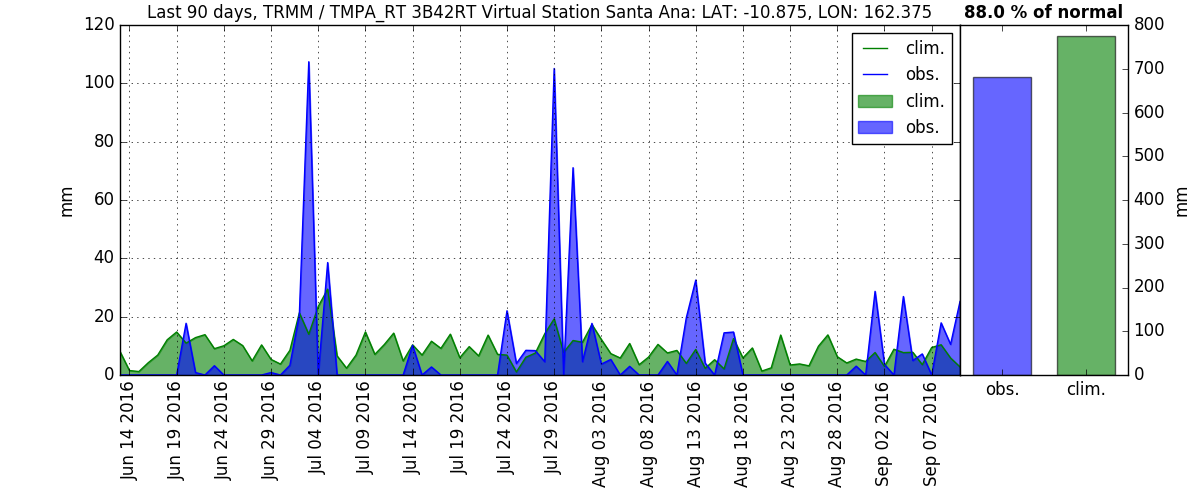 Last 90 days, TRMM / TMPA_RT 3B42RT Virtual Station Santa Ana: LAT: -10.875, LON: 162.375
88.0 % of normal
120
100
80
60
40
20
0
mm
clim.
obs.
clim.
obs.
800
700
600
500
400
300
200
100
0
mm
Jun 14 2016
Jun 19 2016
Jun 24 2016
Jun 29 2016
Jul 04 2016
Jul 09 2016
Jul 14 2016
Jul 19 2016
Jul 24 2016
Jul 29 2016
Aug 03 2016
Aug 08 2016
Aug 13 2016
Aug 18 2016
Aug 23 2016
Aug 28 2016
Sep 02 2016
Sep 07 2016
obs.
clim.